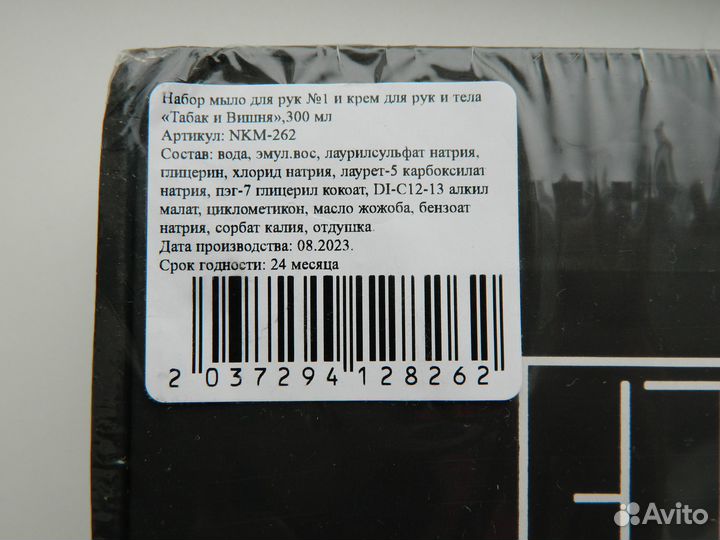 Набор мыло для рук №1 и крем для рук и тела
«Табак и Вишня»,300 мл
Артикул: NKM-262
Состав: вода, эмул.вос, лаурилсульфат натрия,
глицерин, хлорид натрия, лаурет-5 карбоксилат
натрия, пэг-7 глицерил кокоат, DI-C12-13 алкил
малат, циклометикон, масло жожоба, бензоат
натрия, сорбат калия, отдушка.
Дата производства: 08.2023.
Срок годности: 24 месяца
2 037294 128262
Avito